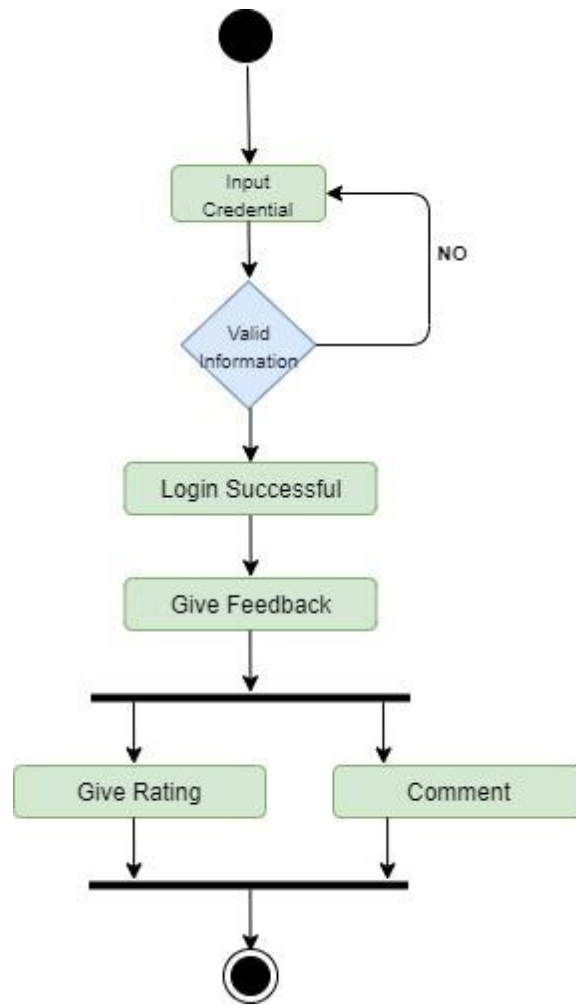 Input
Credential
NO
Valid
Information
Login Successful
Give Feedback
Give Rating
Comment